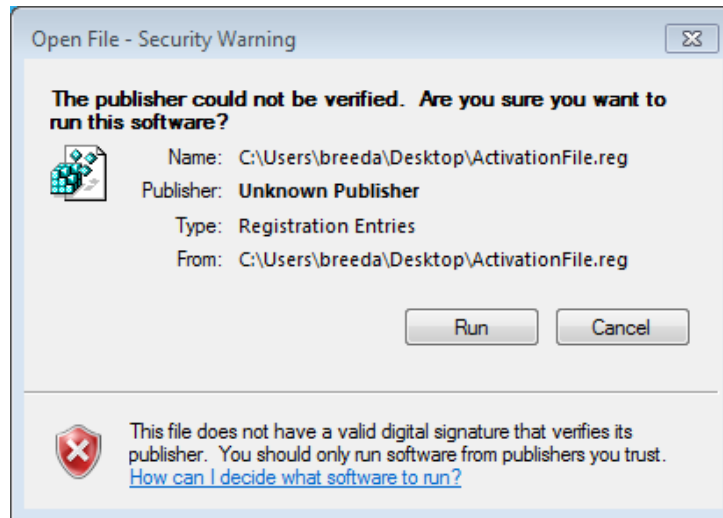 Open File - Security Warning
The publisher could not be verified. Are you sure you want to
run this software?
Name: C:\Users\breeda\Desktop\ActivationFile.reg
Publisher: Unknown Publisher
Type: Registration Entries
From: C:\Users\breeda\Desktop\ActivationFile.reg
Run Cancel
This file does not have a valid digital signature that verifies its
publisher. You should only run software from publishers you trust.
How can I decide what software to run?